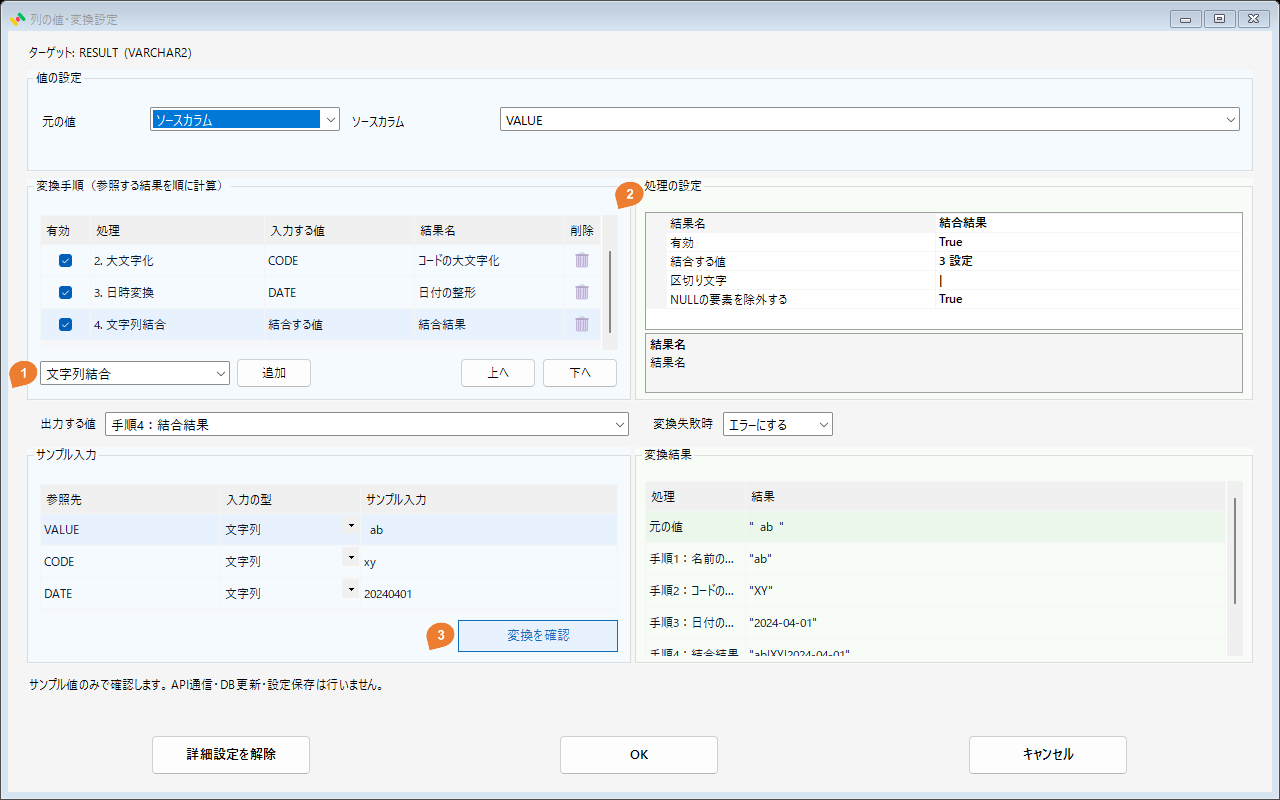 列の値・変換設定
ターゲット: RESULT (VARCHAR2)
値の設定
元の値 ソースカラム ソースカラム VALUE
変換手順（参照する結果を順に計算）
有効 処理 入力する値 結果名 削除
2. 大文字化 CODE コードの大文字化
3. 日時変換 DATE 日付の整形
4. 文字列結合 結合する値 結合結果
1 文字列結合 追加 上へ 下へ
2 処理の設定
結果名 結合結果
有効 True
結合する値 3 設定
区切り文字 |
NULLの要素を除外する True
結果名
結果名
出力する値 手順4：結合結果 変換失敗時 エラーにする
サンプル入力
参照先 入力の型 サンプル入力
VALUE 文字列 ab
CODE 文字列 xy
DATE 文字列 20240401
3 変換を確認
変換結果
処理 結果
元の値 " ab "
手順1：名前の... "ab"
手順2：コードの... "XY"
手順3：日付の... "2024-04-01"
手順4：結合結果 "ab|XY|2024-04-01"
サンプル値のみで確認します。API通信・DB更新・設定保存は行いません。
詳細設定を解除 OK キャンセル